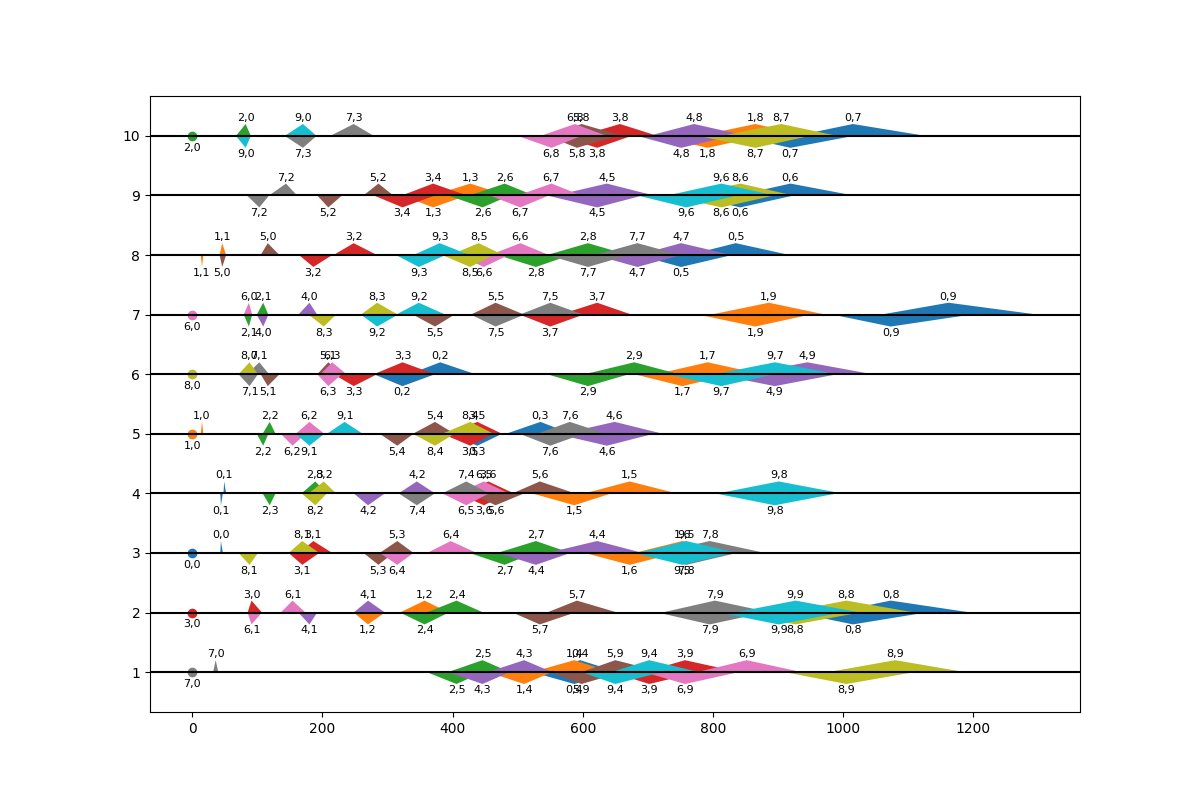 2,0 9,0 7,3 6,8 5,8 3,8 4,8 1,8 8,7 0,7
10
2,0 9,0 7,3 6,8 5,8 3,8 4,8 1,8 8,7 0,7
7,2 5,2 3,4 1,3 2,6 6,7 4,5 9,6 8,6 0,6
9
7,2 5,2 3,4 1,3 2,6 6,7 4,5 9,6 8,6 0,6
1,1 5,0 3,2 9,3 8,5 6,6 2,8 7,7 4,7 0,5
8
1,1 5,0 3,2 9,3 8,5 6,6 2,8 7,7 4,7 0,5
6,0 2,1 4,0 8,3 9,2 5,5 7,5 3,7 1,9 0,9
7
6,0 2,1 4,0 8,3 9,2 5,5 7,5 3,7 1,9 0,9
8,0 7,1 5,1 6,3 3,3 0,2 2,9 1,7 9,7 4,9
6
8,0 7,1 5,1 6,3 3,3 0,2 2,9 1,7 9,7 4,9
1,0 2,2 6,2 9,1 5,4 8,4 3,5 0,3 7,6 4,6
5
1,0 2,2 6,2 9,1 5,4 8,4 3,5 0,3 7,6 4,6
0,1 2,3 8,2 4,2 7,4 6,5 3,6 5,6 1,5 9,8
4
0,1 2,3 8,2 4,2 7,4 6,5 3,6 5,6 1,5 9,8
0,0 8,1 3,1 5,3 6,4 2,7 4,4 1,6 9,5 7,8
3
0,0 8,1 3,1 5,3 6,4 2,7 4,4 1,6 9,5 7,8
3,0 6,1 4,1 1,2 2,4 5,7 7,9 9,9 8,8 0,8
2
3,0 6,1 4,1 1,2 2,4 5,7 7,9 9,9 8,8 0,8
7,0 2,5 4,3 1,4 0,4 5,9 9,4 3,9 6,9 8,9
1
7,0 2,5 4,3 1,4 0,4 5,9 9,4 3,9 6,9 8,9
0 200 400 600 800 1000 1200